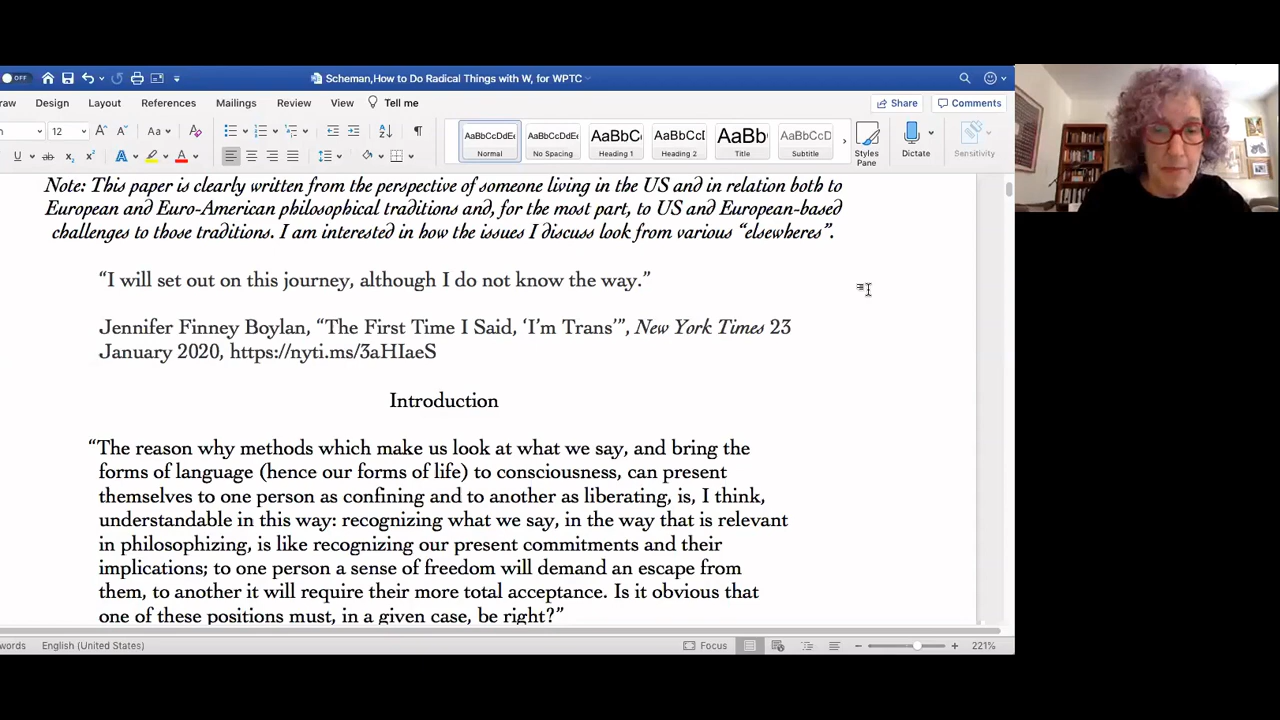 OFF
Scheman,How to Do Radical Things with W, for WPTC
raw Design Layout References Mailings Review View Tell me
Share Comments
12 Aa
AaBbCcDdEe AaBbCcDdEe AaBbC AaBbCcD AaBb AaBbCcD
Normal No Spacing Heading 1 Heading 2 Title Subtitle
Styles Pane Dictate Sensitivity
Note: This paper is clearly written from the perspective of someone living in the US and in relation both to
European and Euro-American philosophical traditions and, for the most part, to US and European-based
challenges to those traditions. I am interested in how the issues I discuss look from various “elsewheres”.
“I will set out on this journey, although I do not know the way.”
Jennifer Finney Boylan, “The First Time I Said, ‘I’m Trans’”, New York Times 23
January 2020, https://nyti.ms/3aHIaeS
Introduction
“The reason why methods which make us look at what we say, and bring the
forms of language (hence our forms of life) to consciousness, can present
themselves to one person as confining and to another as liberating, is, I think,
understandable in this way: recognizing what we say, in the way that is relevant
in philosophizing, is like recognizing our present commitments and their
implications; to one person a sense of freedom will demand an escape from
them, to another it will require their more total acceptance. Is it obvious that
one of these positions must, in a given case, be right?”
words English (United States) Focus 221%